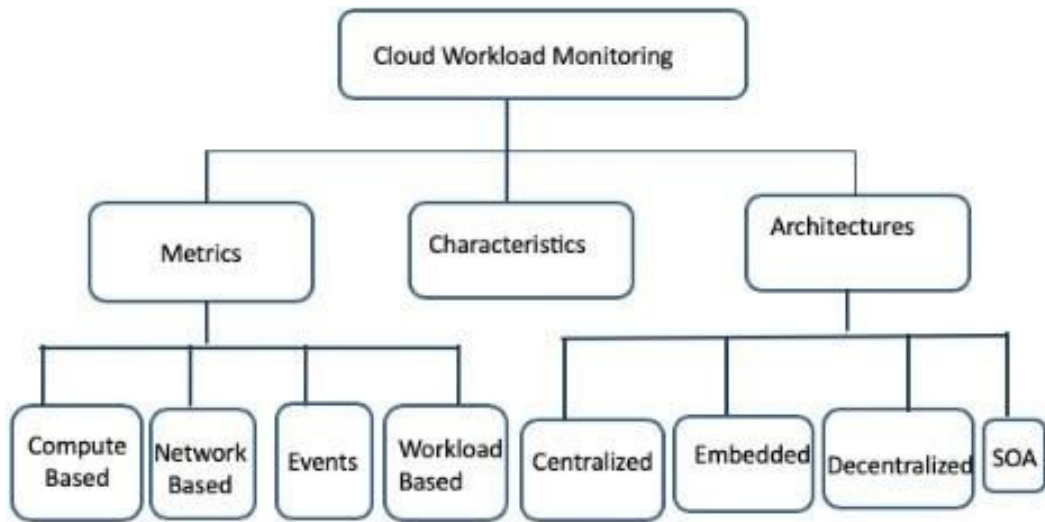 Cloud Workload Monitoring
Metrics
Characteristics
Architectures
Compute
Based
Network
Based
Events
Workload
Based
Centralized
Embedded
Decentralized
SOA